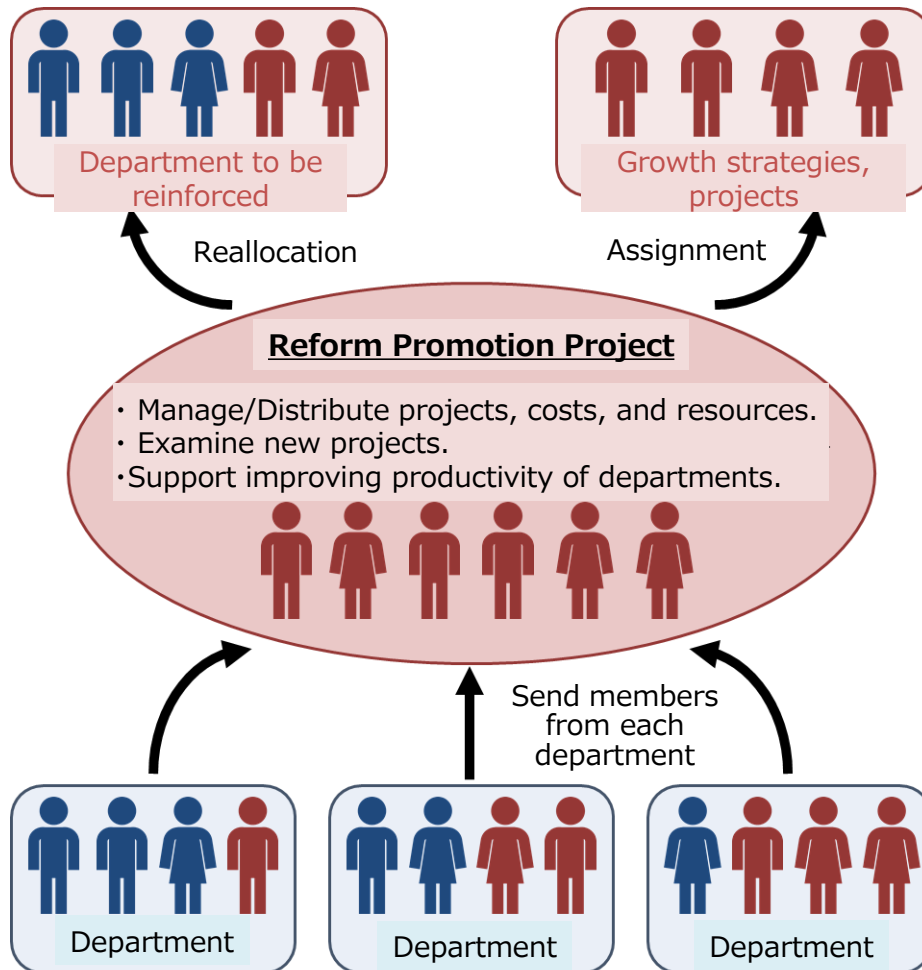 Department to be
reinforced
Growth strategies,
projects
Reallocation
Assignment
Reform Promotion Project
・ Manage/Distribute projects, costs, and resources.
・ Examine new projects.
・Support improving productivity of departments.
Send members
from each
department
Department
Department
Department